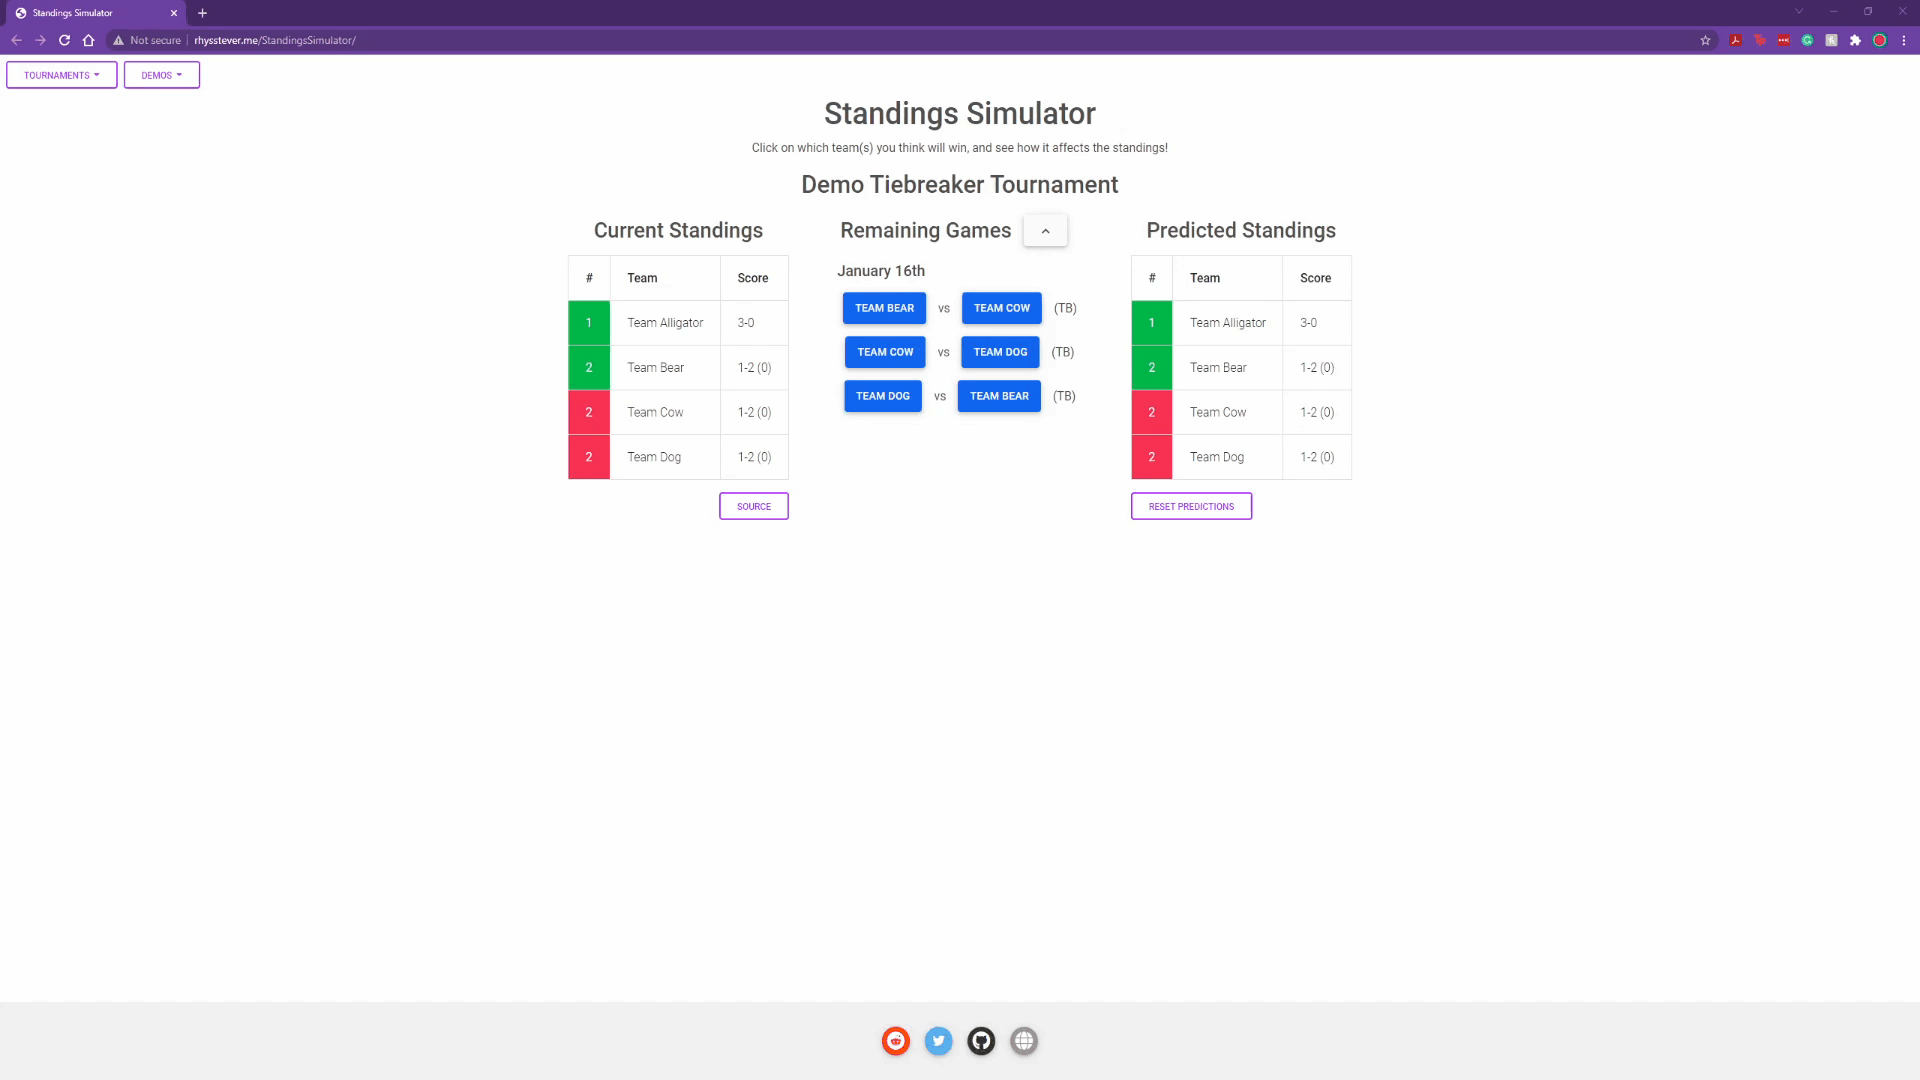 Standings Simulator
Not secure rhysstever.me/StandingsSimulator/
TOURNAMENTS DEMOS
Standings Simulator
Click on which team(s) you think will win, and see how it affects the standings!
Demo Tiebreaker Tournament
Current Standings
# Team Score
1 Team Alligator 3-0
2 Team Bear 1-2 (0)
2 Team Cow 1-2 (0)
2 Team Dog 1-2 (0)
SOURCE
Remaining Games
January 16th
TEAM BEAR vs TEAM COW (TB)
TEAM COW vs TEAM DOG (TB)
TEAM DOG vs TEAM BEAR (TB)
Predicted Standings
# Team Score
1 Team Alligator 3-0
2 Team Bear 1-2 (0)
2 Team Cow 1-2 (0)
2 Team Dog 1-2 (0)
RESET PREDICTIONS